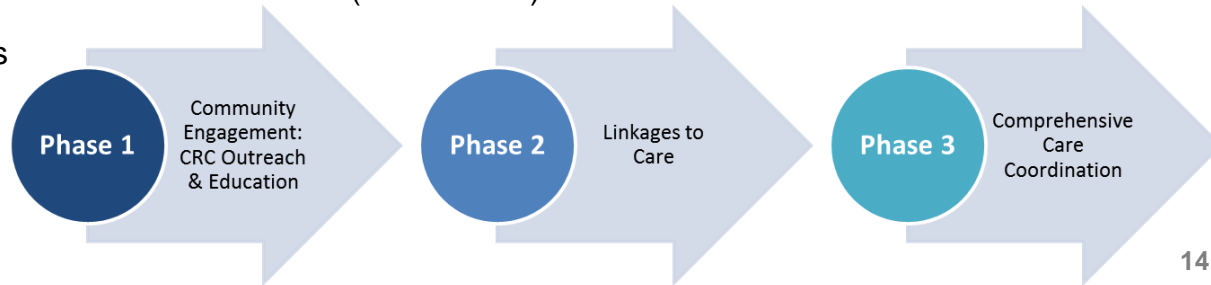 s
Phase 1
Community
Engagement:
CRC Outreach
& Education
Phase 2
Linkages to
Care
Phase 3
Comprehensive
Care
Coordination
14